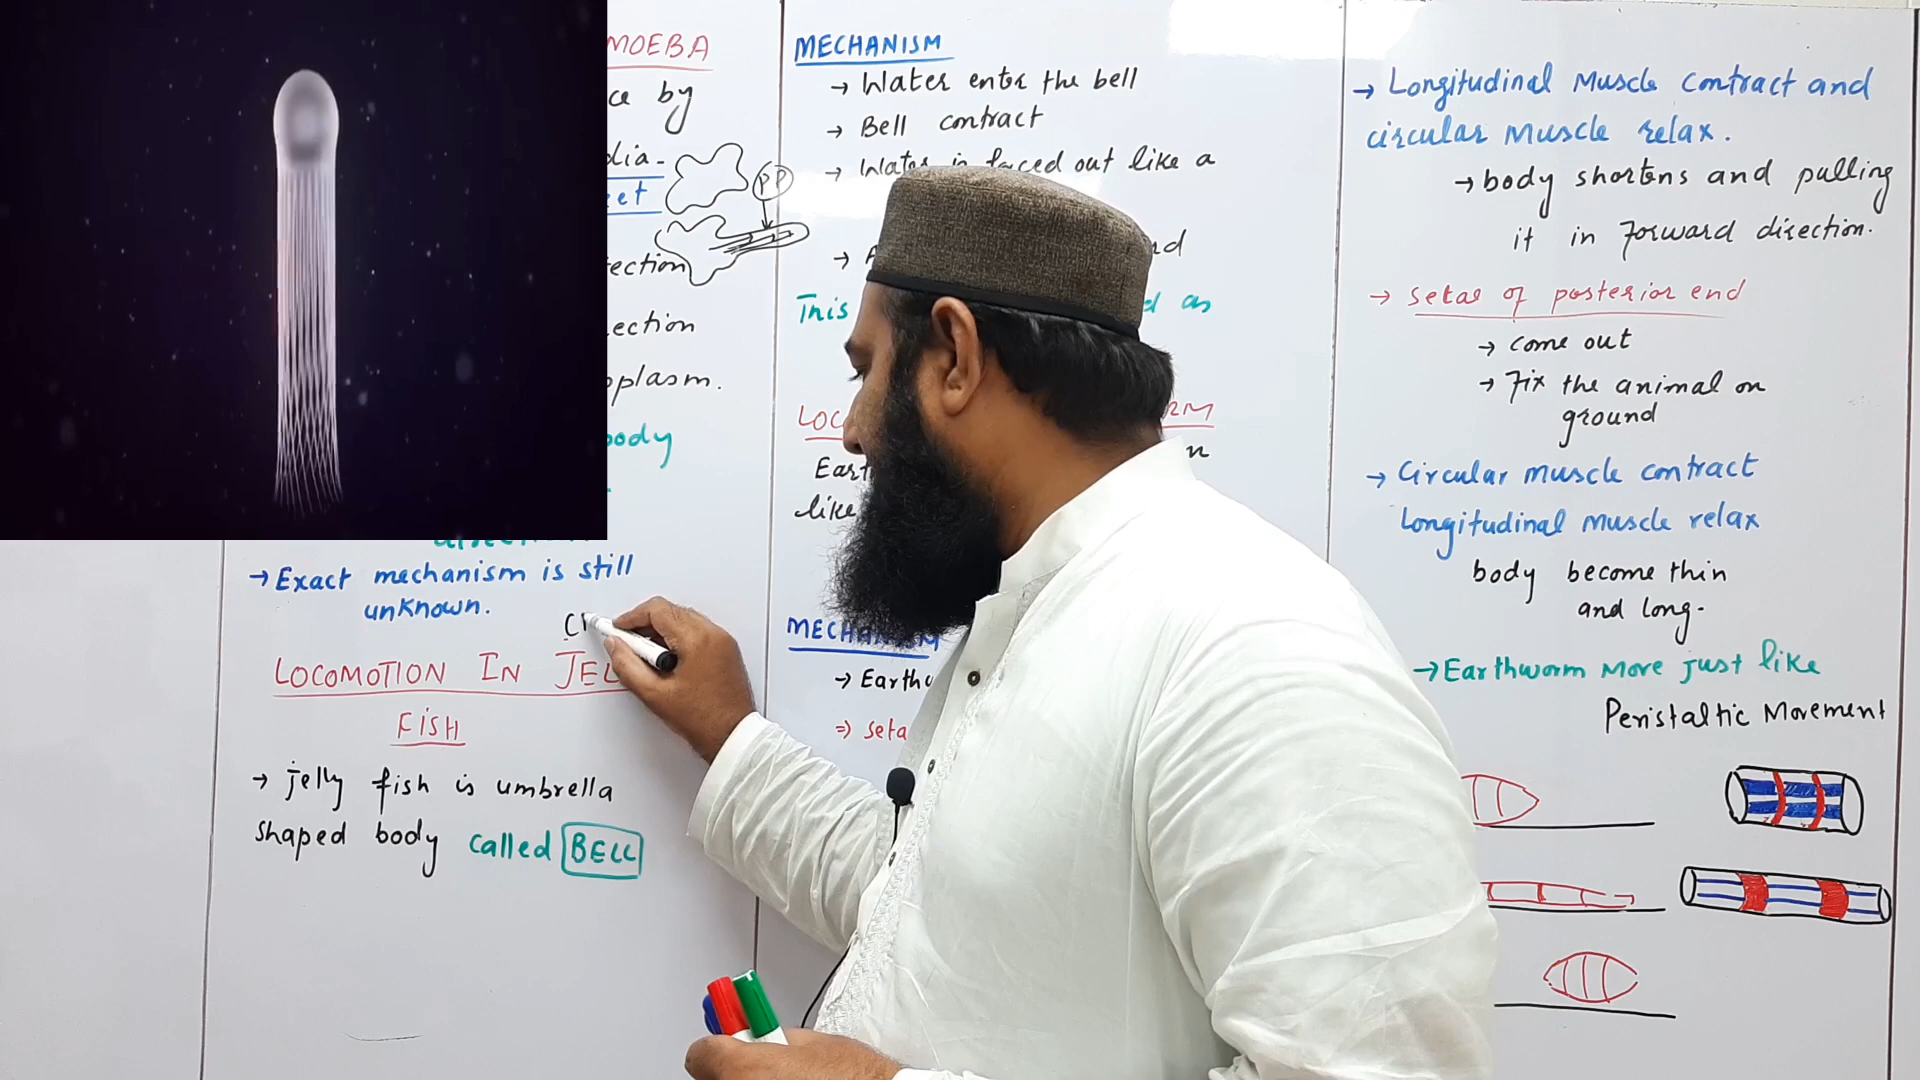 MOEBA
ce by
dia-
eet
PP
ection
ection
oplasm.
body
→ Exact mechanism is still
unknown.
LOCOMOTION IN JEL
FISH
→ jelly fish is umbrella
shaped body called BELL
MECHANISM
→ Water enter the bell
→ Bell contract
→ Water is forced out like a
→ A
This
as
LOC
RM
Eart
n
like
MECHANISM
→ Earthw
⇒ seta
→ Longitudinal Muscle contract and
circular Muscle relax.
→ body shortens and pulling
it in forward direction.
→ setae of posterior end
→ come out
→ Fix the animal on
ground
→ Circular muscle contract
Longitudinal muscle relax
body become thin
and long.
→ Earthworm Move just like
Peristaltic Movement